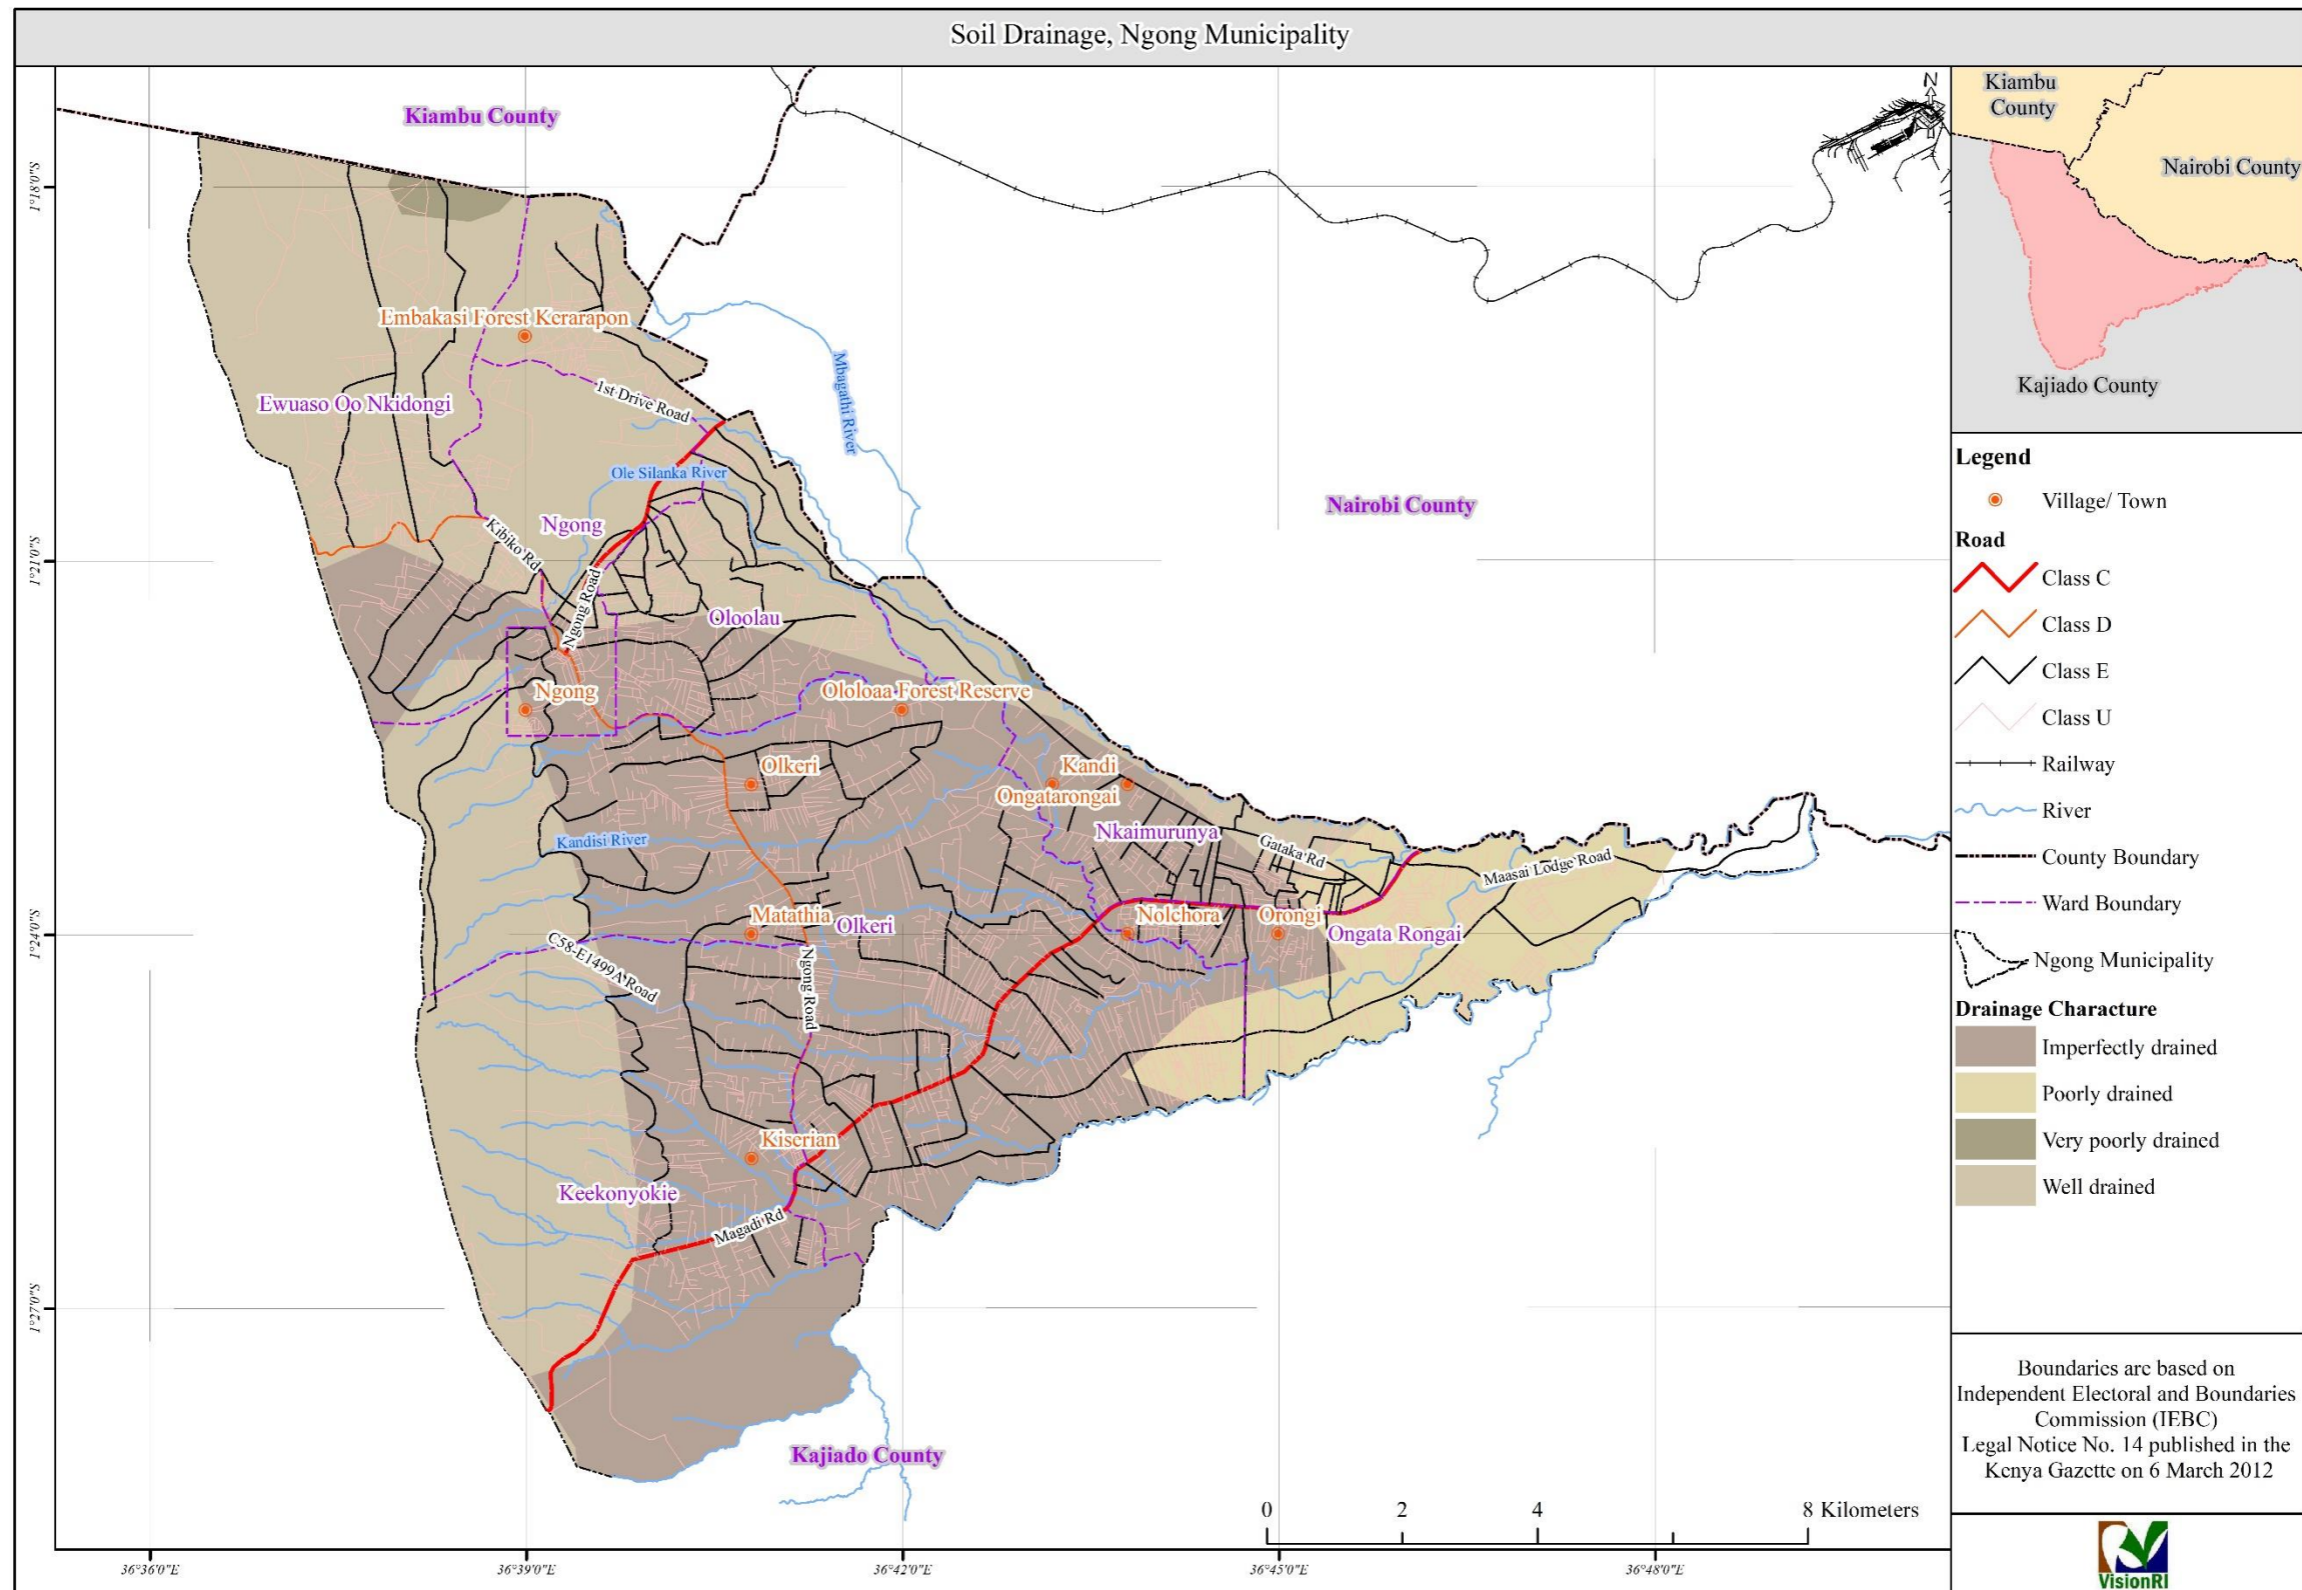 Soil Drainage, Ngong Municipality
Kiambu County
Nairobi County
Kajiado County
Embakasi Forest Kerarapon
Ewuaso Oo Nkidongi
1st Drive Road
Mbagathi River
Ole Silanka River
Ngong
Kibiko Rd
Ngong Road
Oloolau
Ngong
Ololoaa Forest Reserve
Olkeri
Kandi
Ongatarongai
Nkaimurunya
Kandisi River
Gataka Rd
Maasai Lodge Road
Matathia
Olkeri
Nolchora
Orongi
Ongata Rongai
C58-E1499A Road
Ngong Road
Kiserian
Keekonyokie
Magadi Rd
1°18'0"S
1°21'0"S
1°24'0"S
1°27'0"S
36°36'0"E
36°39'0"E
36°42'0"E
36°45'0"E
36°48'0"E
0 2 4 8 Kilometers
N
Kiambu
County
Nairobi County
Kajiado County
Legend
Village/ Town
Road
Class C
Class D
Class E
Class U
Railway
River
County Boundary
Ward Boundary
Ngong Municipality
Drainage Characture
Imperfectly drained
Poorly drained
Very poorly drained
Well drained
Boundaries are based on
Independent Electoral and Boundaries
Commission (IEBC)
Legal Notice No. 14 published in the
Kenya Gazette on 6 March 2012
VisionRI